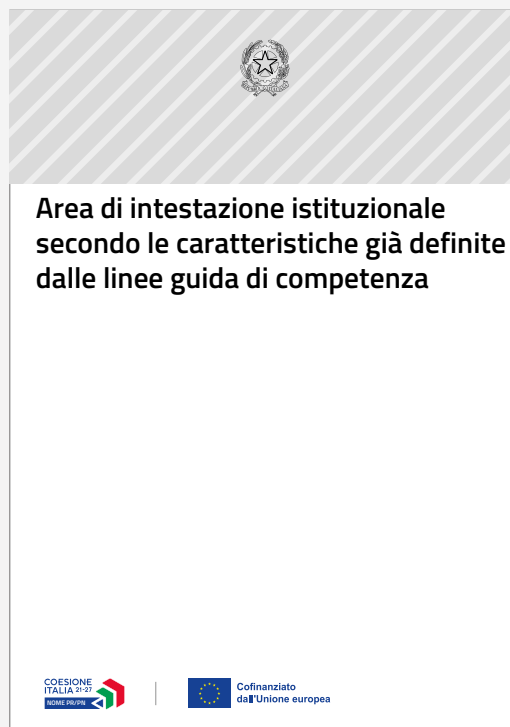 Area di intestazione istituzionale
secondo le caratteristiche già definite
dalle linee guida di competenza
COESIONE
ITALIA 21-27
NOME PR/PN
Cofinanziato
dall'Unione europea